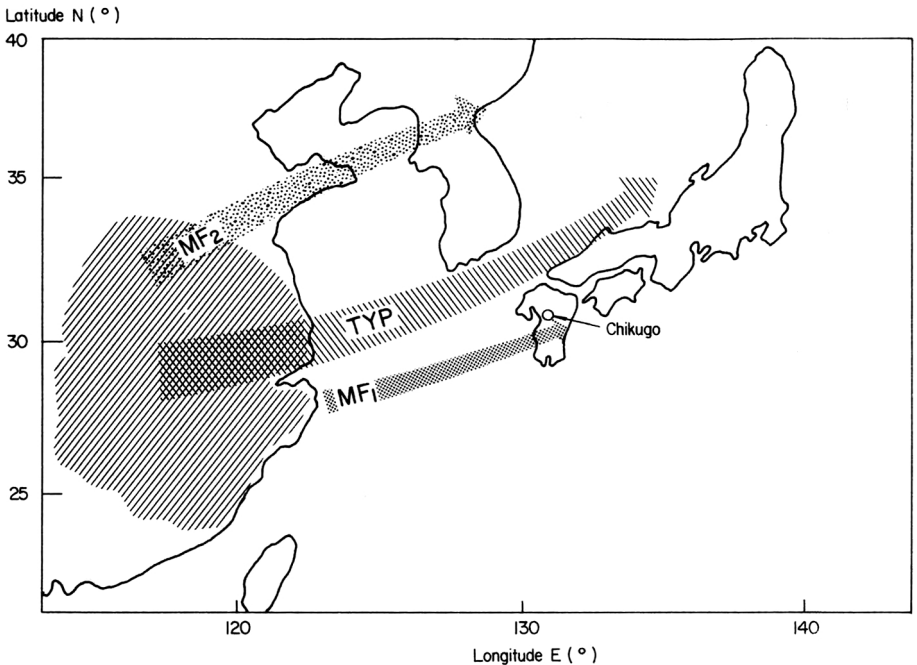 Latitude N ( ° )
40
35
30
25
MF2
TYP
MF1
Chikugo
120
130
140
Longitude E ( ° )